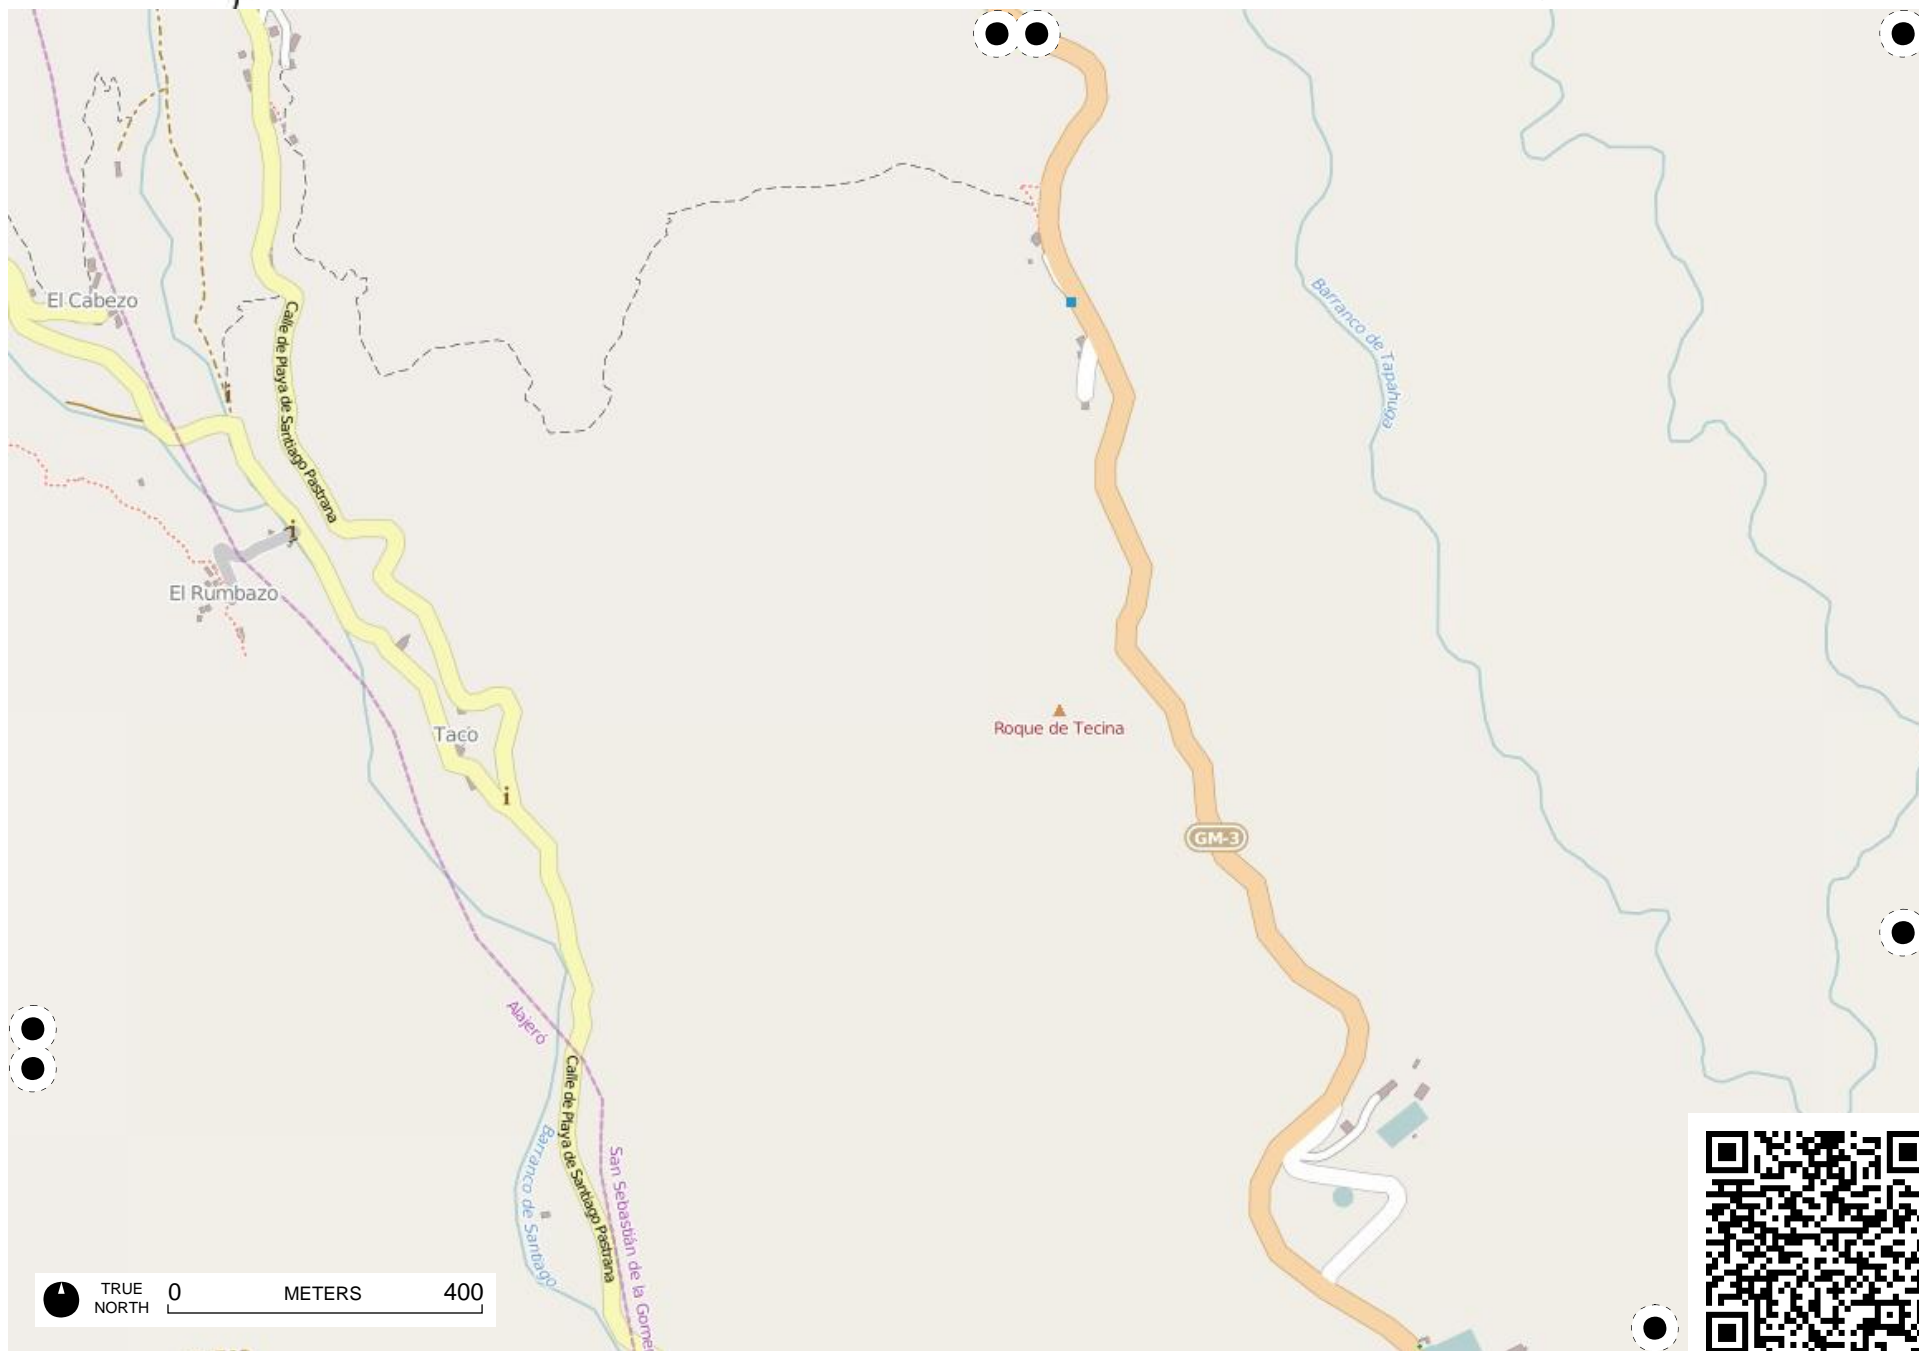 El Cabezo
Calle de Playa de Santiago Pastrana
Barranco de Tapahuga
El Rumbazo
Roque de Tecina
Taco
GM-3
Alajeró
Calle de Playa de Santiago Pastrana
Barranco de Santiago
San Sebastián de la Gome
TRUE
NORTH
0 METERS 400